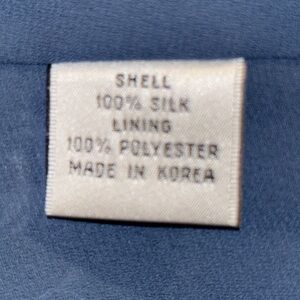 SHELL
100% SILK
LINING
100% POLYESTER
MADE IN KOREA